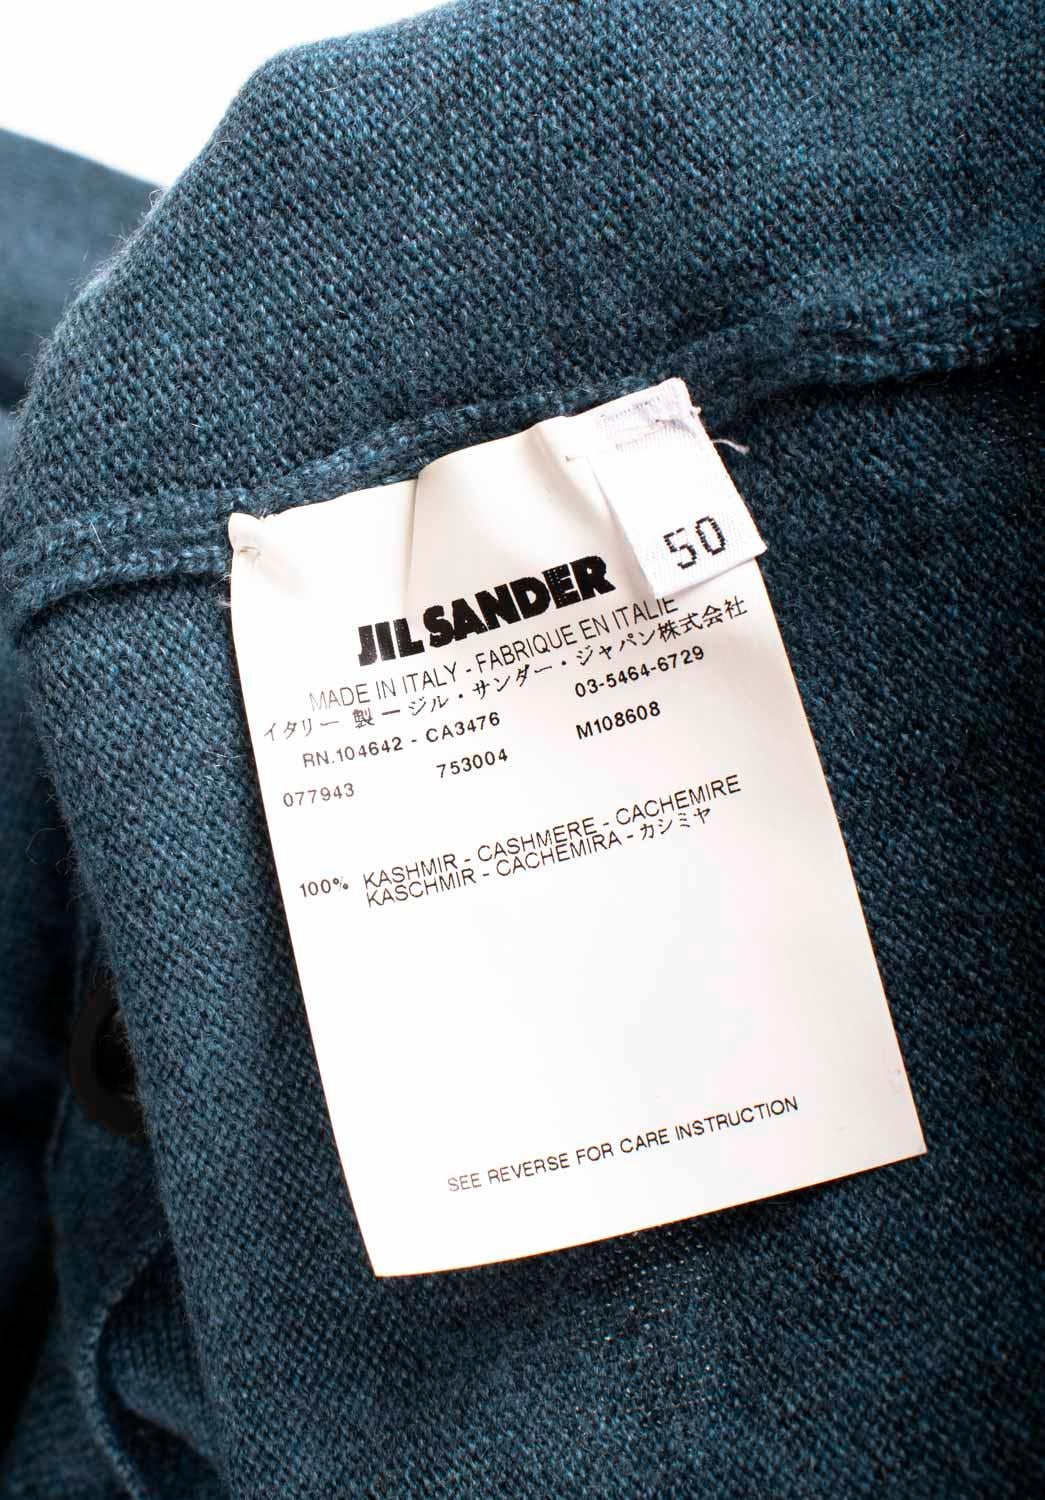 50
JIL SANDER
MADE IN ITALY - FABRIQUE EN ITALIE
イタリー 製 ー ジル・サンダー・ジャパン株式会社
RN.104642 - CA3476 03-5464-6729
077943 753004 M108608
100% KASHMIR - CASHMERE - CACHEMIRE
KASCHMIR - CACHEMIRA - カシミヤ
SEE REVERSE FOR CARE INSTRUCTION